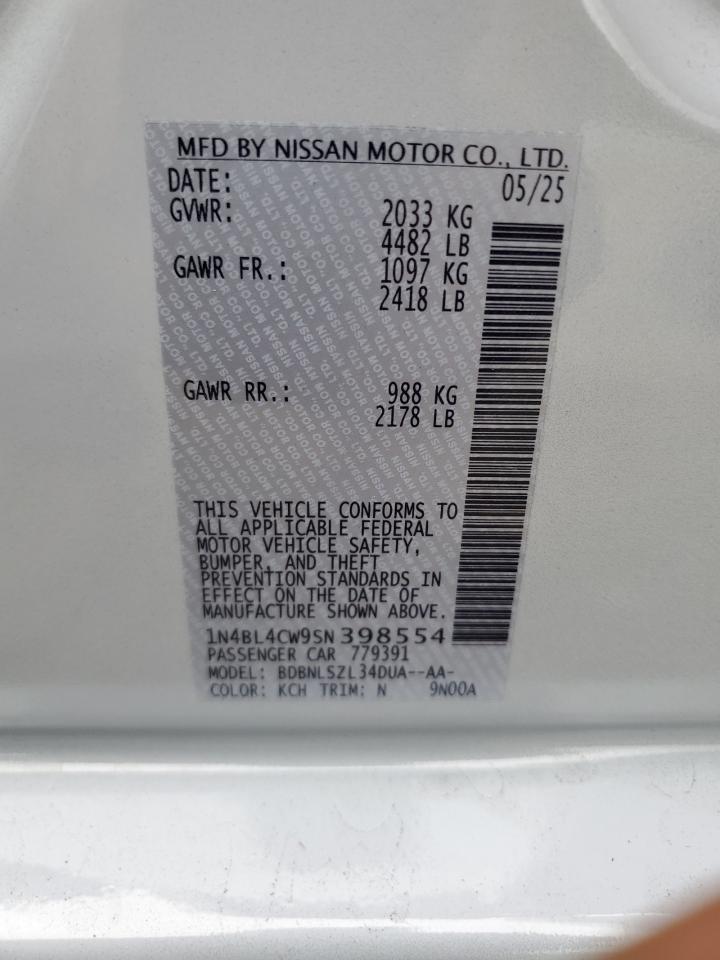 MFD BY NISSAN MOTOR CO., LTD.
DATE: 05/25
GVWR: 2033 KG
4482 LB
GAWR FR.: 1097 KG
2418 LB
GAWR RR.: 988 KG
2178 LB
THIS VEHICLE CONFORMS TO
ALL APPLICABLE FEDERAL
MOTOR VEHICLE SAFETY,
BUMPER, AND THEFT
PREVENTION STANDARDS IN
EFFECT ON THE DATE OF
MANUFACTURE SHOWN ABOVE.
1N4BL4CW9SN398554
PASSENGER CAR 779391
MODEL: BDBNLSZL34DUA--AA-
COLOR: KCH TRIM: N 9N00A